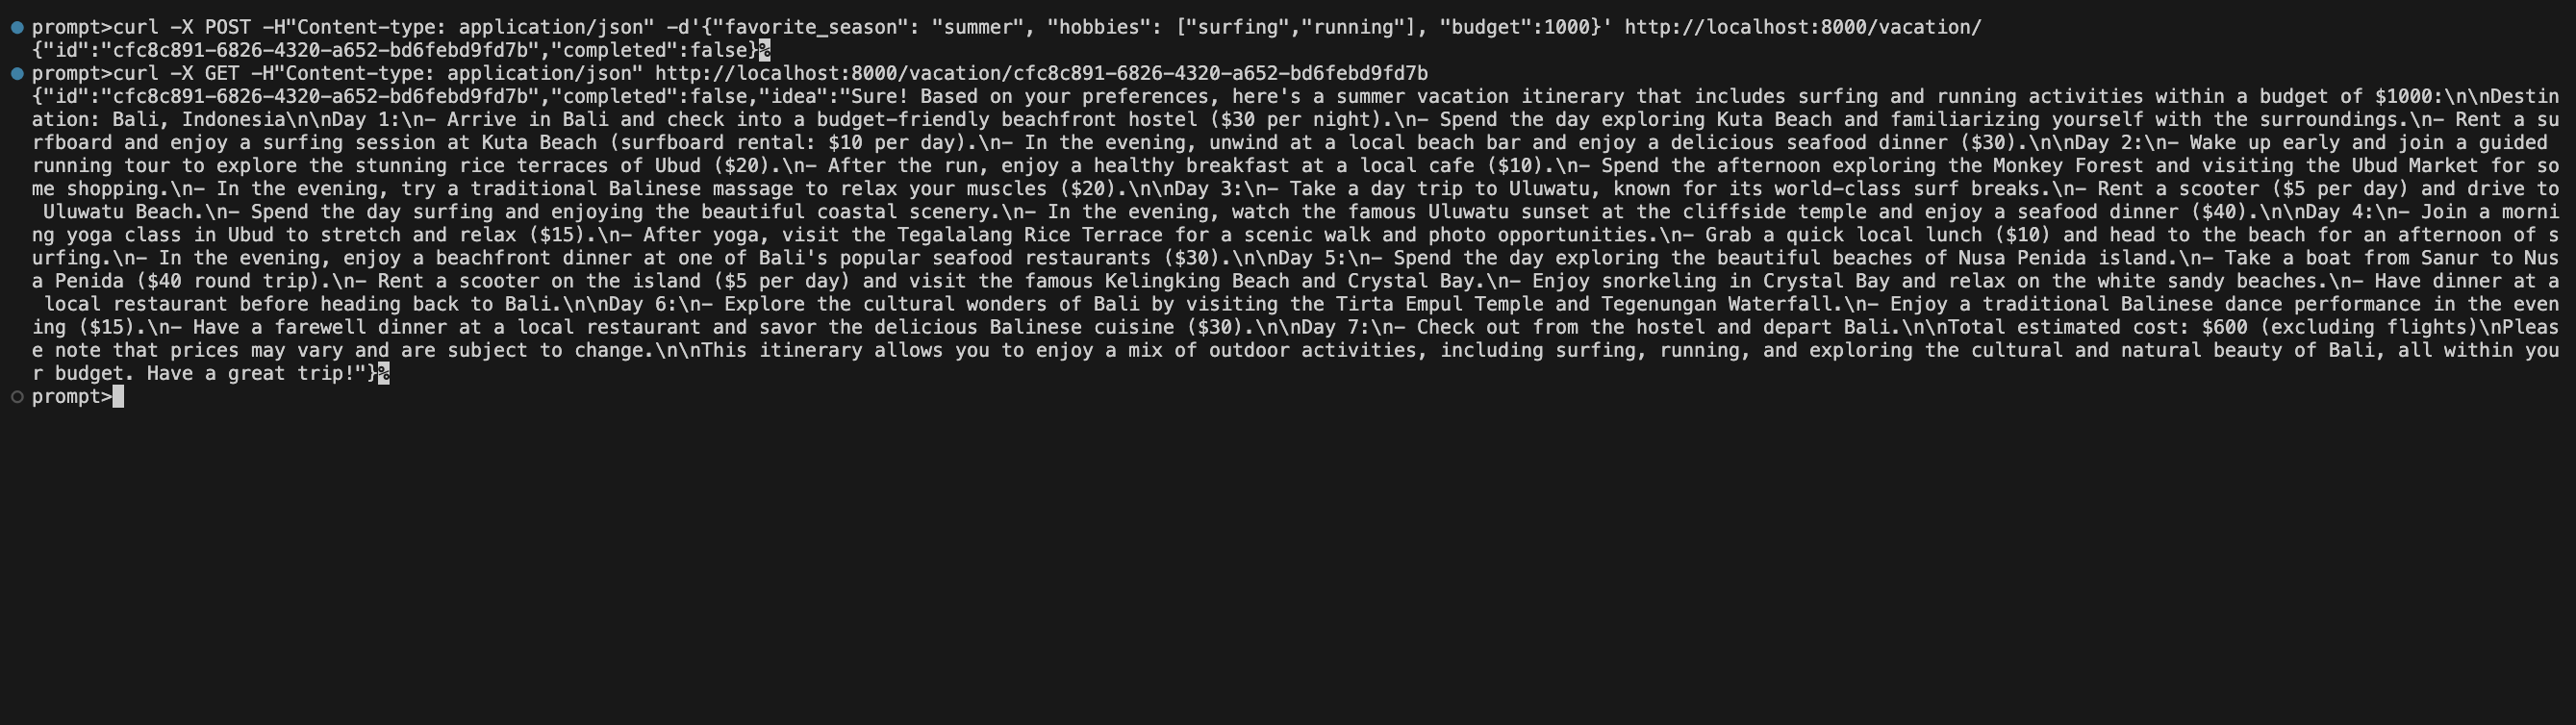 prompt>curl -X POST -H"Content-type: application/json" -d'{"favorite_season": "summer", "hobbies": ["surfing","running"], "budget":1000}' http://localhost:8000/vacation/
{"id":"cfc8c891-6826-4320-a652-bd6febd9fd7b","completed":false}%
prompt>curl -X GET -H"Content-type: application/json" http://localhost:8000/vacation/cfc8c891-6826-4320-a652-bd6febd9fd7b
{"id":"cfc8c891-6826-4320-a652-bd6febd9fd7b","completed":false,"idea":"Sure! Based on your preferences, here's a summer vacation itinerary that includes surfing and running activities within a budget of $1000:\n\nDestin
ation: Bali, Indonesia\n\nDay 1:\n- Arrive in Bali and check into a budget-friendly beachfront hostel ($30 per night).\n- Spend the day exploring Kuta Beach and familiarizing yourself with the surroundings.\n- Rent a su
rfboard and enjoy a surfing session at Kuta Beach (surfboard rental: $10 per day).\n- In the evening, unwind at a local beach bar and enjoy a delicious seafood dinner ($30).\n\nDay 2:\n- Wake up early and join a guided
running tour to explore the stunning rice terraces of Ubud ($20).\n- After the run, enjoy a healthy breakfast at a local cafe ($10).\n- Spend the afternoon exploring the Monkey Forest and visiting the Ubud Market for so
me shopping.\n- In the evening, try a traditional Balinese massage to relax your muscles ($20).\n\nDay 3:\n- Take a day trip to Uluwatu, known for its world-class surf breaks.\n- Rent a scooter ($5 per day) and drive to
 Uluwatu Beach.\n- Spend the day surfing and enjoying the beautiful coastal scenery.\n- In the evening, watch the famous Uluwatu sunset at the cliffside temple and enjoy a seafood dinner ($40).\n\nDay 4:\n- Join a morni
ng yoga class in Ubud to stretch and relax ($15).\n- After yoga, visit the Tegalalang Rice Terrace for a scenic walk and photo opportunities.\n- Grab a quick local lunch ($10) and head to the beach for an afternoon of s
urfing.\n- In the evening, enjoy a beachfront dinner at one of Bali's popular seafood restaurants ($30).\n\nDay 5:\n- Spend the day exploring the beautiful beaches of Nusa Penida island.\n- Take a boat from Sanur to Nus
a Penida ($40 round trip).\n- Rent a scooter on the island ($5 per day) and visit the famous Kelingking Beach and Crystal Bay.\n- Enjoy snorkeling in Crystal Bay and relax on the white sandy beaches.\n- Have dinner at a
 local restaurant before heading back to Bali.\n\nDay 6:\n- Explore the cultural wonders of Bali by visiting the Tirta Empul Temple and Tegenungan Waterfall.\n- Enjoy a traditional Balinese dance performance in the even
ing ($15).\n- Have a farewell dinner at a local restaurant and savor the delicious Balinese cuisine ($30).\n\nDay 7:\n- Check out from the hostel and depart Bali.\n\nTotal estimated cost: $600 (excluding flights)\nPleas
e note that prices may vary and are subject to change.\n\nThis itinerary allows you to enjoy a mix of outdoor activities, including surfing, running, and exploring the cultural and natural beauty of Bali, all within you
r budget. Have a great trip!"}%
prompt>